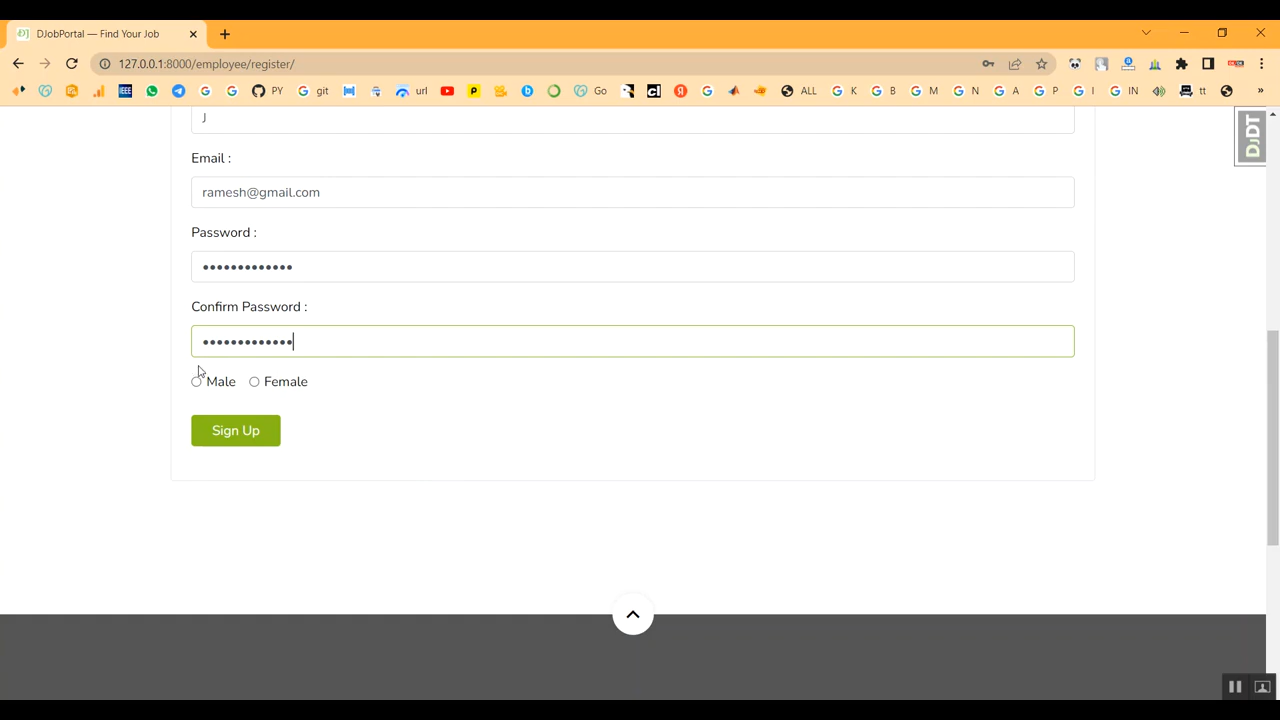 DJobPortal — Find Your Job
127.0.0.1:8000/employee/register/
PY
git
url
Go
ALL
K
B
M
N
A
P
I
IN
tt
»
J
DJDT
Email :
ramesh@gmail.com
Password :
•••••••••••••
Confirm Password :
•••••••••••••
Male
Female
Sign Up